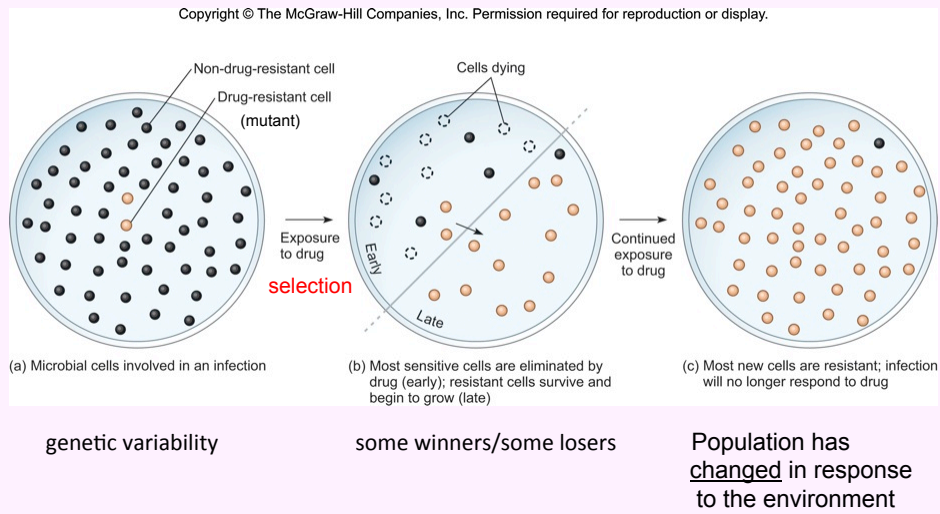 Copyright © The McGraw-Hill Companies, Inc. Permission required for reproduction or display.
Non-drug-resistant cell
Drug-resistant cell
(mutant)
Cells dying
Exposure
to drug
selection
Early
Late
Continued
exposure
to drug
(a) Microbial cells involved in an infection
(b) Most sensitive cells are eliminated by
drug (early); resistant cells survive and
begin to grow (late)
(c) Most new cells are resistant; infection
will no longer respond to drug
genetic variability
some winners/some losers
Population has
changed in response
to the environment